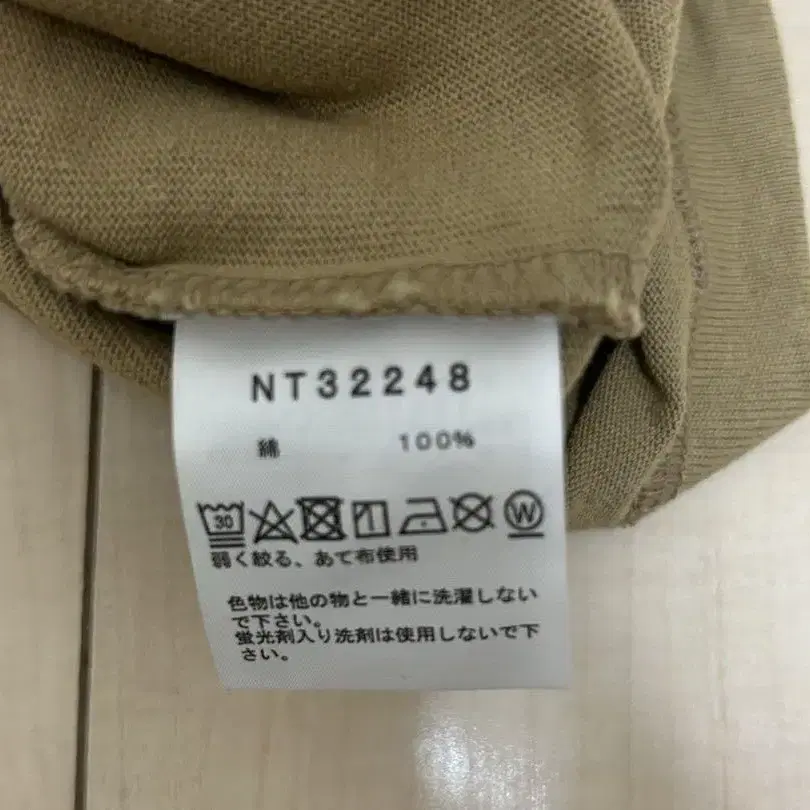 NT32248
綿 100%
30
W
弱く絞る、あて布使用
色物は他の物と一緒に洗濯しない
で下さい。
蛍光剤入り洗剤は使用しないで下
さい。